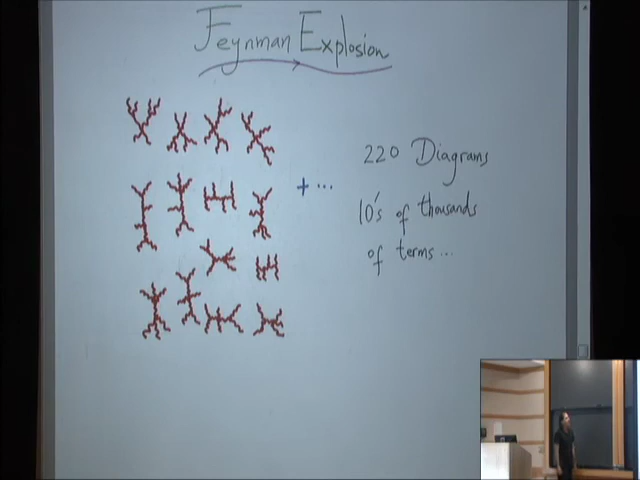 Feynman Explosion
+ ...
220 Diagrams
10's of thousands
of terms...